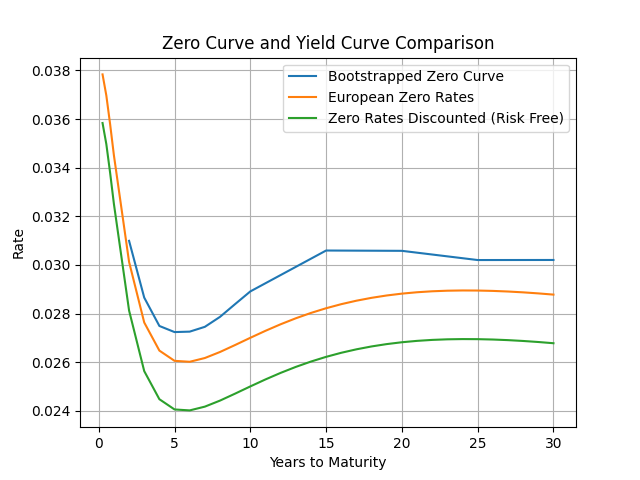 Zero Curve and Yield Curve Comparison
Bootstrapped Zero Curve
European Zero Rates
Zero Rates Discounted (Risk Free)
0.038
0.036
0.034
0.032
0.030
0.028
0.026
0.024
Rate
0
5
10
15
20
25
30
Years to Maturity